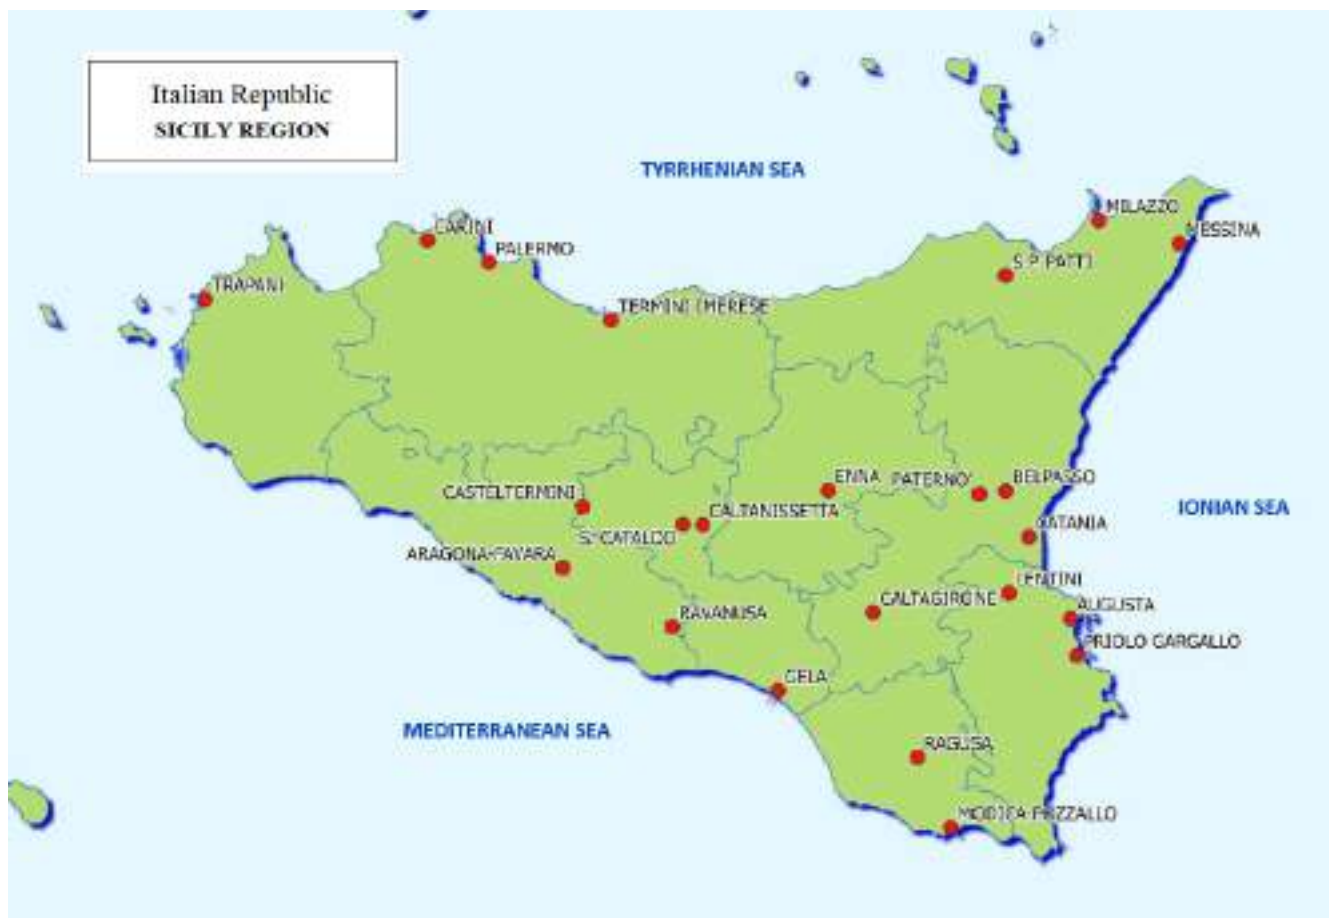 Italian Republic
SICILY REGION
TYRRHENIAN SEA
MILAZZO
CARINI
MESSINA
PALERMO
S.P.PATTI
TRAPANI
TERMINI IMERESE
ENNA
PATERNO'
BELPASSO
CASTELTERMINI
IONIAN SEA
CALTANISSETTA
CATANIA
S. CATALDO
ARAGONA-FAVARA
LENTINI
CALTAGIRONE
AUGUSTA
RAVANUSA
PRIOLO GARGALLO
GELA
MEDITERRANEAN SEA
RAGUSA
MODICA-POZZALLO